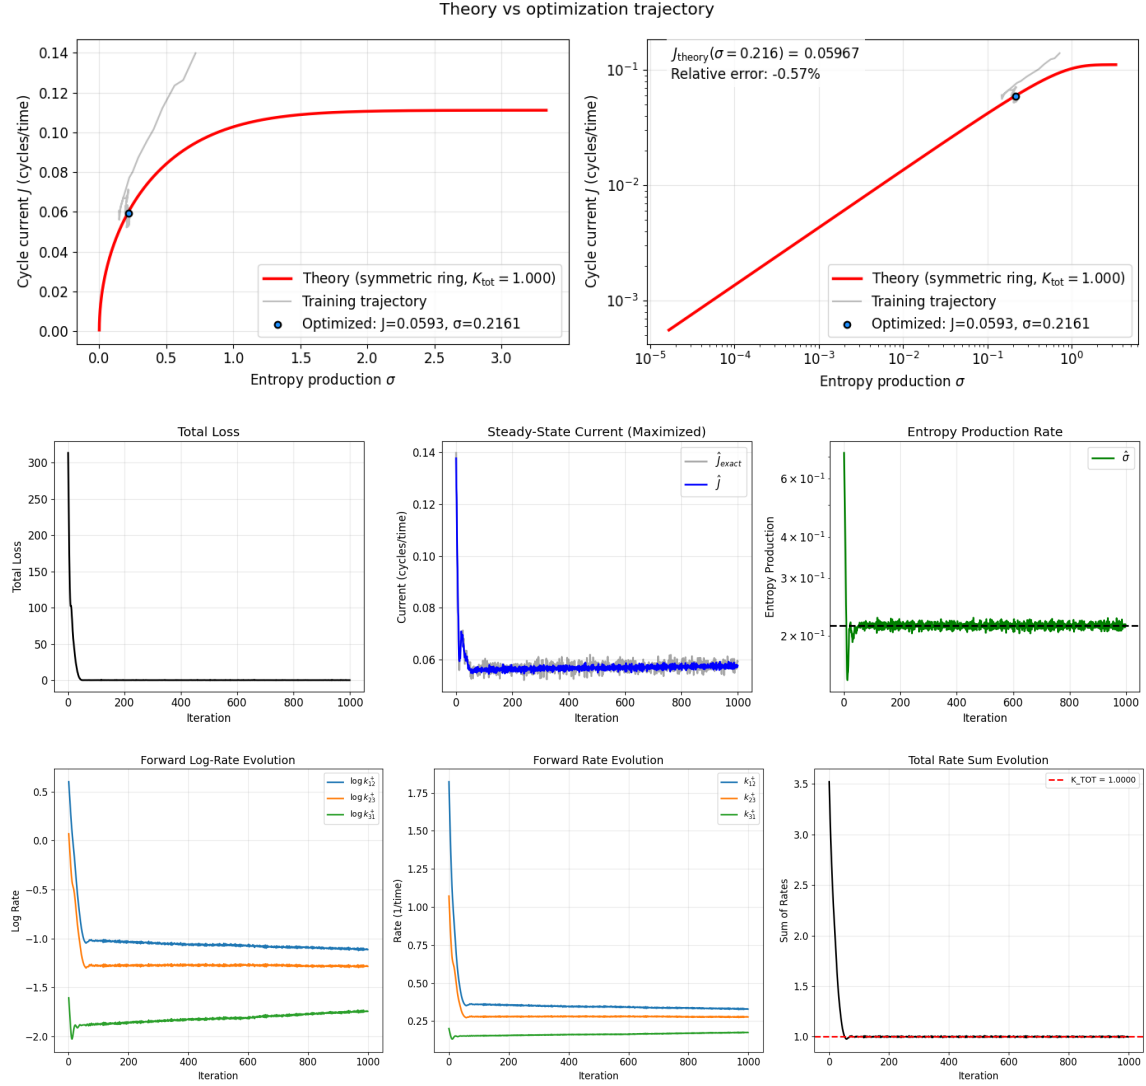 Theory vs optimization trajectory
Cycle current J (cycles/time)
0.14
0.12
0.10
0.08
0.06
0.04
0.02
0.00
Theory (symmetric ring, K_tot = 1.000)
Training trajectory
Optimized: J=0.0593, σ=0.2161
0.0 0.5 1.0 1.5 2.0 2.5 3.0
Entropy production σ
J_theory(σ = 0.216) = 0.05967
Relative error: -0.57%
Cycle current J (cycles/time)
10⁻¹
10⁻²
10⁻³
Theory (symmetric ring, K_tot = 1.000)
Training trajectory
Optimized: J=0.0593, σ=0.2161
10⁻⁵ 10⁻⁴ 10⁻³ 10⁻² 10⁻¹ 10⁰
Entropy production σ
Total Loss
Total Loss
300
250
200
150
100
50
0
0 200 400 600 800 1000
Iteration
Steady-State Current (Maximized)
Current (cycles/time)
0.14
0.12
0.10
0.08
0.06
Ĵ_exact
Ĵ
0 200 400 600 800 1000
Iteration
Entropy Production Rate
Entropy Production
6 × 10⁻¹
4 × 10⁻¹
3 × 10⁻¹
2 × 10⁻¹
σ̂
0 200 400 600 800 1000
Iteration
Forward Log-Rate Evolution
Log Rate
0.5
0.0
−0.5
−1.0
−1.5
−2.0
log k₁₂⁺
log k₂₃⁺
log k₃₁⁺
0 200 400 600 800 1000
Iteration
Forward Rate Evolution
Rate (1/time)
1.75
1.50
1.25
1.00
0.75
0.50
0.25
k₁₂⁺
k₂₃⁺
k₃₁⁺
0 200 400 600 800 1000
Iteration
Total Rate Sum Evolution
Sum of Rates
3.5
3.0
2.5
2.0
1.5
1.0
K_TOT = 1.0000
0 200 400 600 800 1000
Iteration